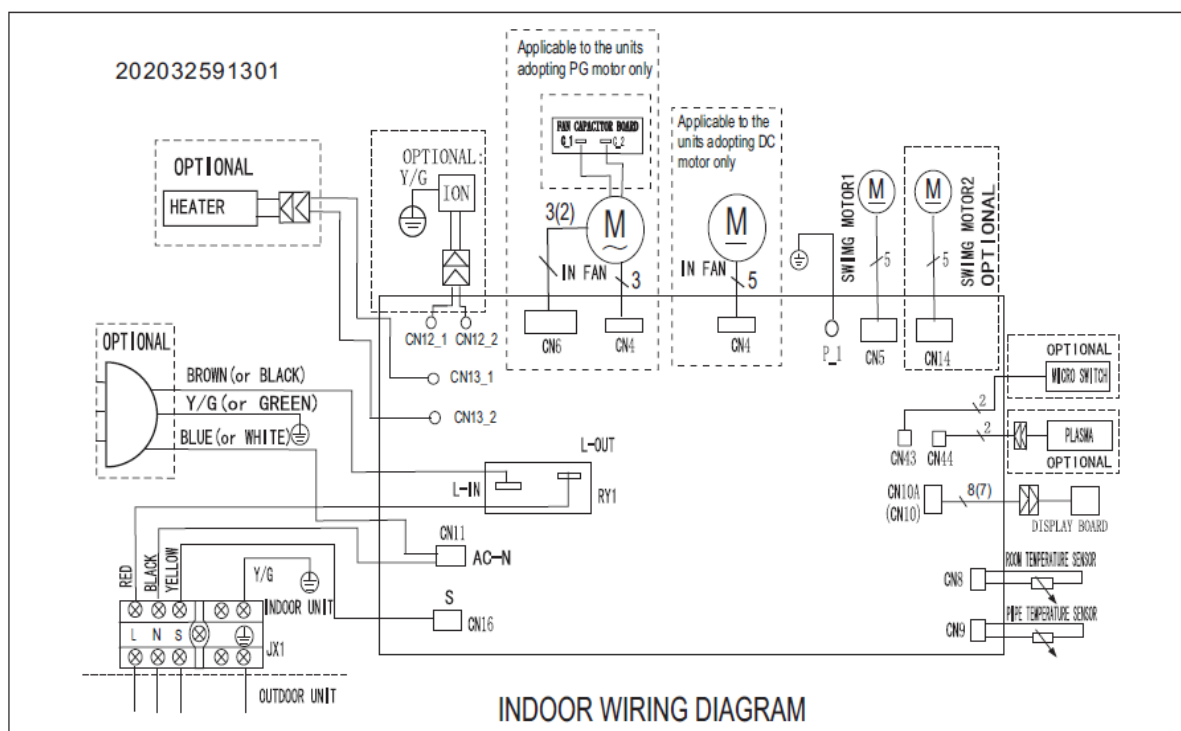 202032591301
Applicable to the units
adopting PG motor only
FAN CAPACITOR BOARD
G_1
G_2
Applicable to the
units adopting DC
motor only
OPTIONAL
HEATER
OPTIONAL:
Y/G
ION
3(2)
M
IN FAN
3
M
IN FAN
5
SWIMG MOTOR1
M
5
M
5
SWIMG MOTOR2
OPTIONAL
CN12_1
CN12_2
CN6
CN4
CN4
P_1
CN5
CN14
OPTIONAL
BROWN(or BLACK)
Y/G(or GREEN)
BLUE(or WHITE)
CN13_1
CN13_2
OPTIONAL
MICRO SWITCH
2
PLASMA
OPTIONAL
2
CN43
CN44
L-OUT
L-IN
RY1
CN10A
(CN10)
8(7)
DISPLAY BOARD
CN11
AC-N
RED
BLACK
YELLOW
Y/G
INDOOR UNIT
L N S
JX1
OUTDOOR UNIT
S
CN16
CN8
ROOM TEMPERATURE SENSOR
CN9
PIPE TEMPERATURE SENSOR
INDOOR WIRING DIAGRAM